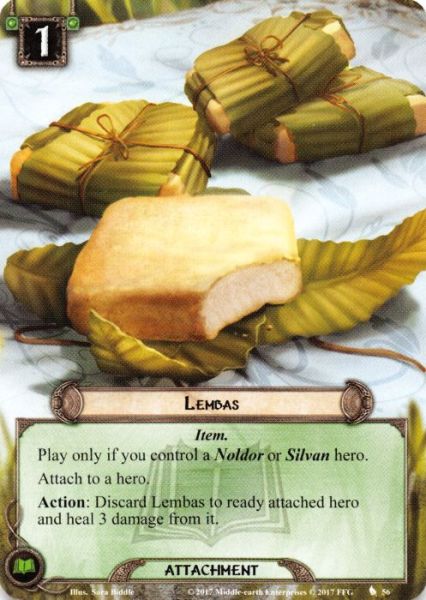 1
Lembas
Item.
Play only if you control a Noldor or Silvan hero.
Attach to a hero.
Action: Discard Lembas to ready attached hero
and heal 3 damage from it.
ATTACHMENT
Illus. Sara Biddle © 2017 Middle-earth Enterprises © 2017 FFG 56